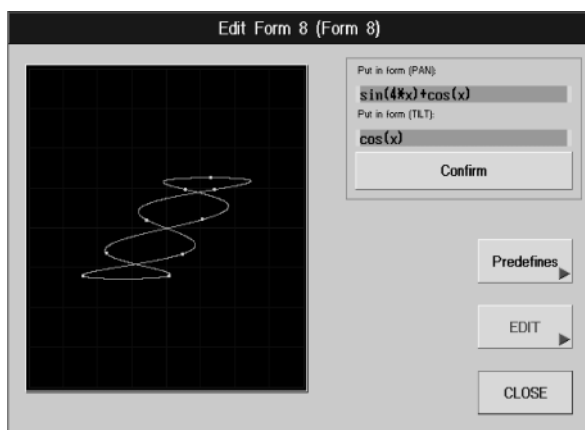 Edit Form 8 (Form 8)
Put in form (PAN):
sin(4*x)+cos(x)
Put in form (TILT):
cos(x)
Confirm
Predefines
EDIT
CLOSE